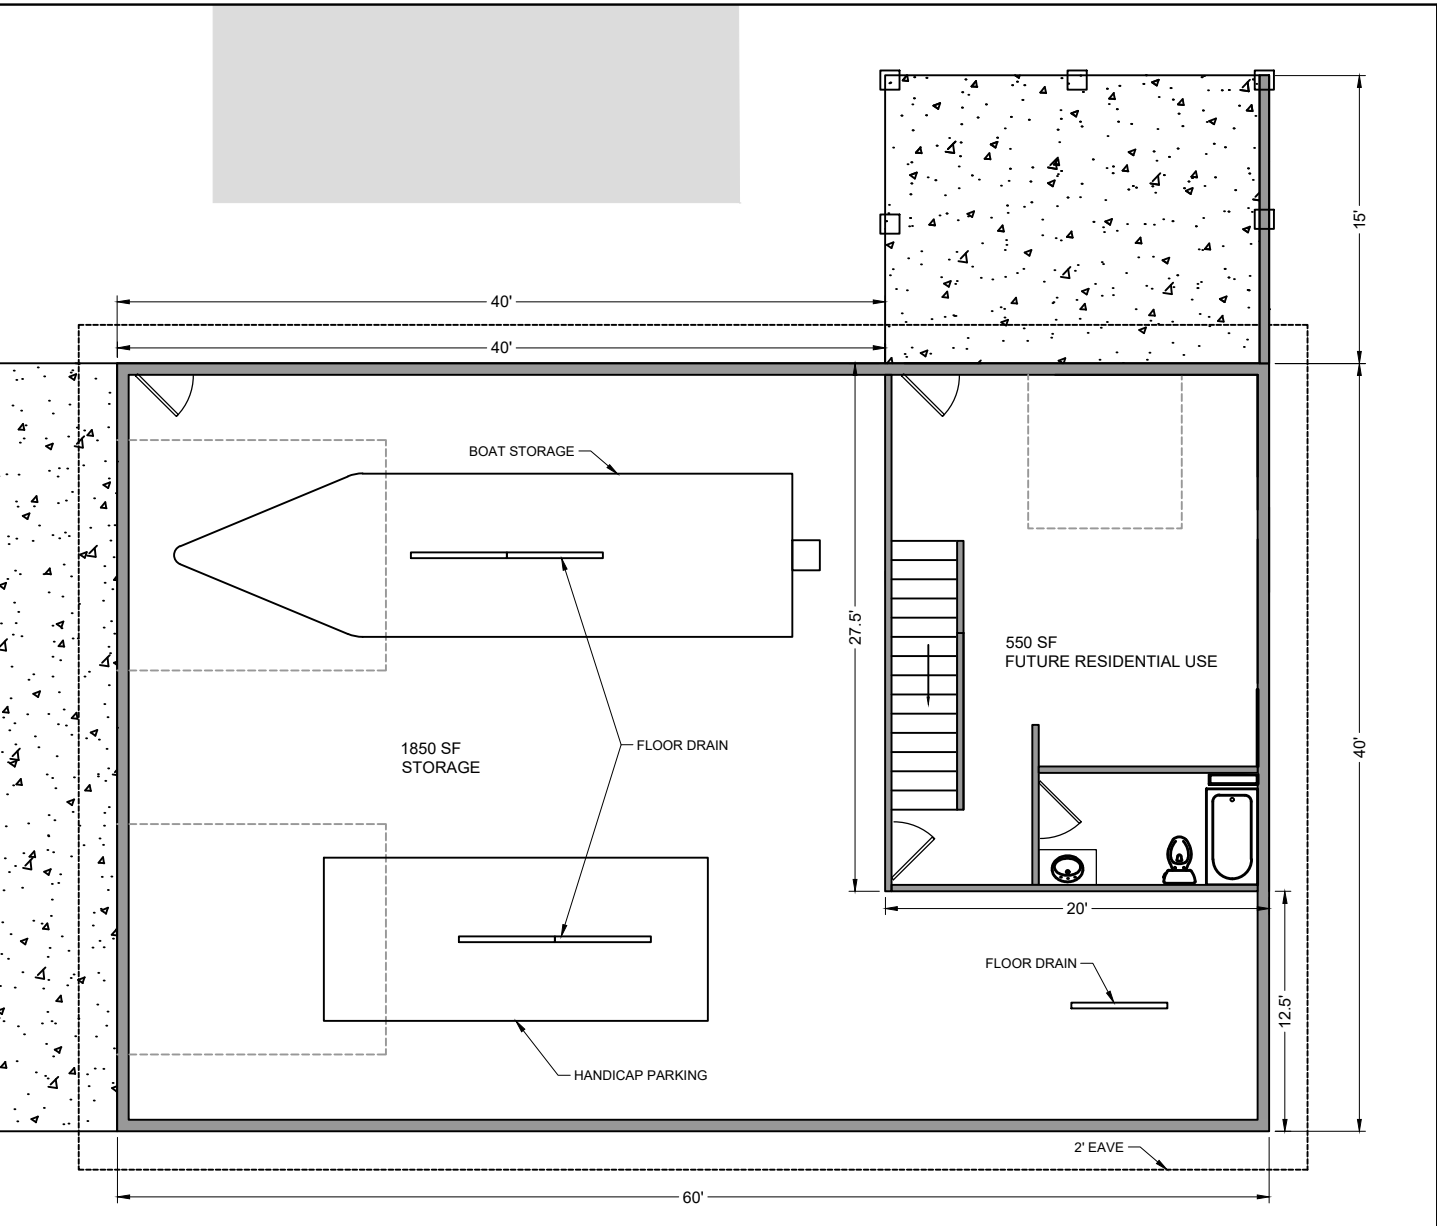 15'
40'
40'
BOAT STORAGE
27.5'
550 SF
FUTURE RESIDENTIAL USE
1850 SF
STORAGE
FLOOR DRAIN
40'
20'
FLOOR DRAIN
12.5'
HANDICAP PARKING
2' EAVE
60'